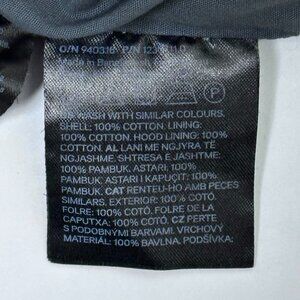 O/N 940316
Made in Bangladesh
P
WASH WITH SIMILAR COLOURS.
SHELL: 100% COTTON. LINING:
100% COTTON. HOOD LINING: 100%
COTTON. AL LANI ME NGJYRA TË
NGJASHME. SHTRESA E JASHTME:
100% PAMBUK, ASTARI: 100%
PAMBUK, ASTARI I KAPUÇIT: 100%
PAMBUK. CAT RENTEU-HO AMB PECES
SIMILARS. EXTERIOR: 100% COTÓ.
FOLRE: 100% COTÓ. FOLRE DE LA
CAPUTXA: 100% COTÓ. CZ PERTE
S PODOBNÝMI BARVAMI. VRCHOVÝ
MATERIÁL: 100% BAVLNA. PODŠÍVKA: